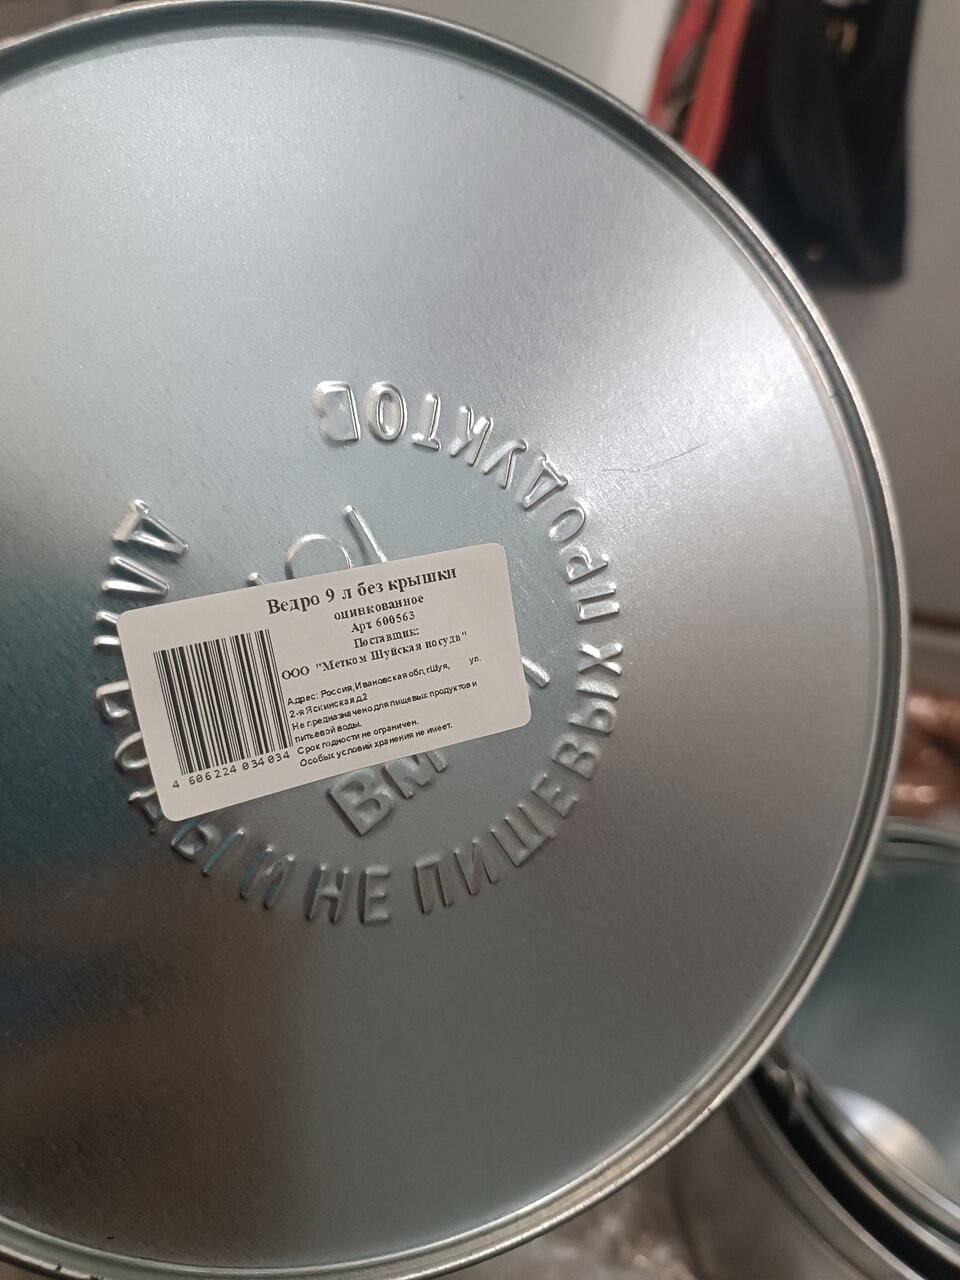 Ведро 9 л без крышки
оцинкованное
Арт 600563
Поставщик:
ООО "Метком Шуйская посуда"
Адрес: Россия, Ивановская обл, г.Шуя, ул.
2-я Яскинская д.2
Не предназначено для пищевых продуктов и
питьевой воды.
Срок годности не ограничен.
Особых условий хранения не имеет.
4 606224 034034
ДЛЯ ВОДЫ И НЕ ПИЩЕВЫХ ПРОДУКТОВ